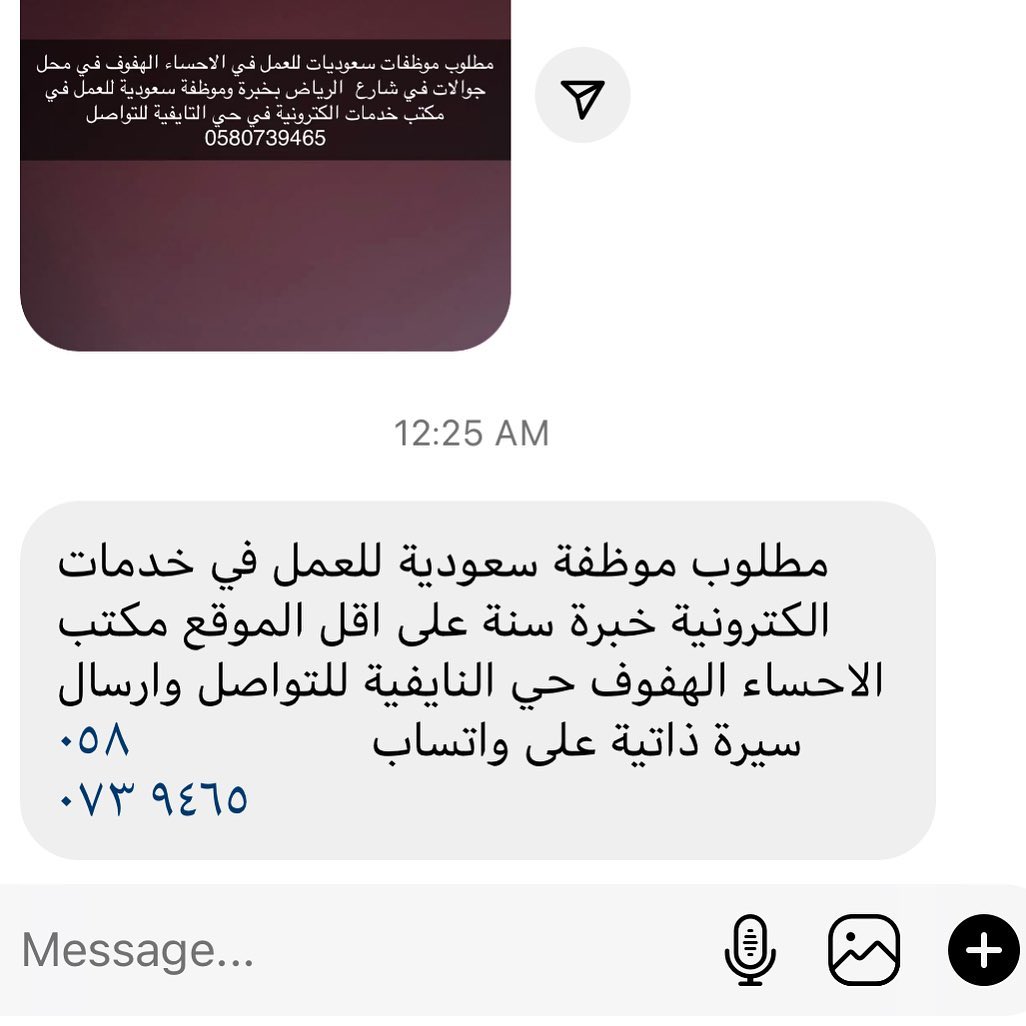 مطلوب موظفات سعوديات للعمل في الاحساء الهفوف في محل
جوالات في شارع الرياض بخبرة وموظفة سعودية للعمل في
مكتب خدمات الكترونية في حي التايفية للتواصل
0580739465
12:25 AM
مطلوب موظفة سعودية للعمل في خدمات
الكترونية خبرة سنة على اقل الموقع مكتب
الاحساء الهفوف حي النايفية للتواصل وارسال
سيرة ذاتية على واتساب ٠٥٨
٠٧٣ ٩٤٦٥
Message...